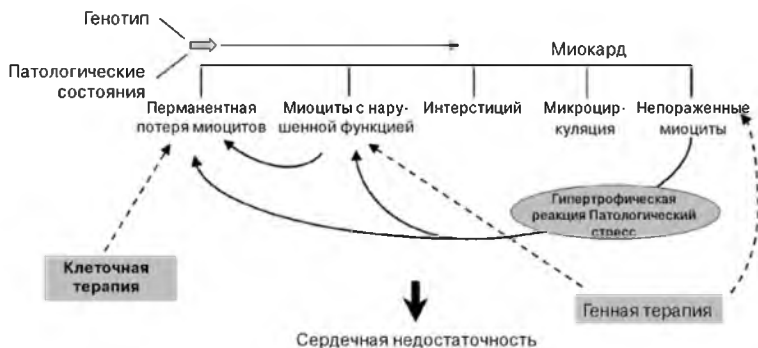 Генотип
Миокард
Патологические
состояния
Перманентная
потеря миоцитов
Миоциты с нару-
шенной функцией
Интерстиций
Микроцир-
куляция
Непораженные
миоциты
Гипертрофическая
реакция Патологический
стресс
Клеточная
терапия
Генная терапия
Сердечная недостаточность